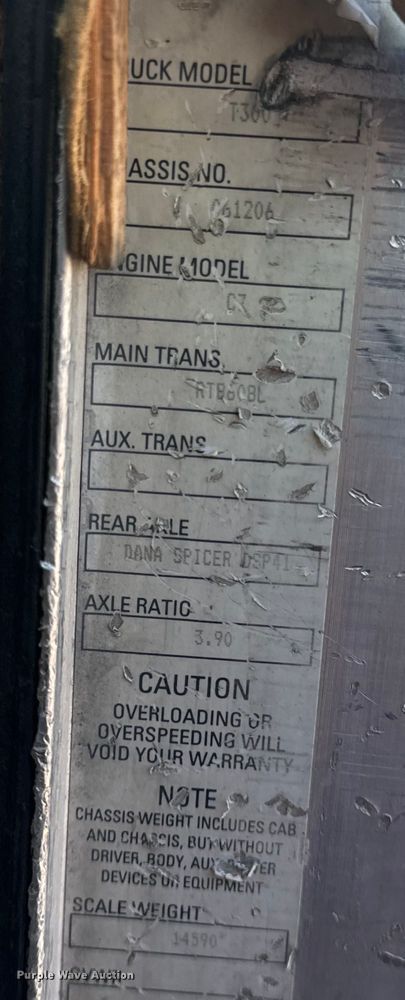 UCK MODEL
T300
ASSIS NO.
C61206
GINE MODEL
C7
MAIN TRANS.
AUX. TRANS.
REAR AXLE
DANA SPICER DSP41
AXLE RATIO
3.90
CAUTION
OVERLOADING OR
OVERSPEEDING WILL
VOID YOUR WARRANTY
NOTE
CHASSIS WEIGHT INCLUDES CAB
AND CHASSIS, BUT WITHOUT
DRIVER, BODY,
DEVICES OR EQUIPMENT
SCALE WEIGHT
14590
Purple Wave Auction